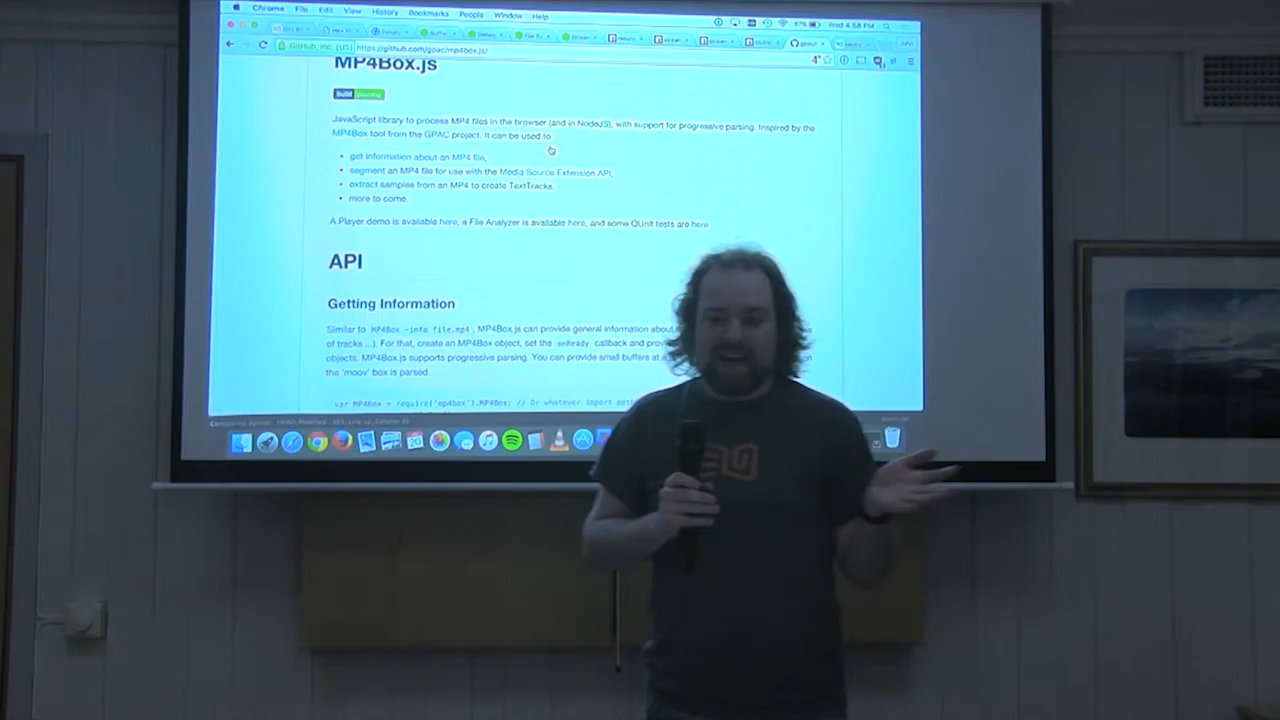 Chrome File Edit View History Bookmarks People Window Help
Wed 4:58 PM
GitHub, Inc. [US] https://github.com/gpac/mp4box.js/
MP4Box.js
build passing
JavaScript library to process MP4 files in the browser (and in NodeJS), with support for progressive parsing. Inspired by the
MP4Box tool from the GPAC project. It can be used to
• get information about an MP4 file,
• segment an MP4 file for use with the Media Source Extension API,
• extract samples from an MP4 to create TextTracks.
• more to come.
A Player demo is available here, a File Analyzer is available here, and some QUnit tests are here
API
Getting Information
Similar to MP4Box -info file.mp4, MP4Box.js can provide general information about
of tracks ...). For that, create an MP4Box object, set the onReady callback and provi
objects. MP4Box.js supports progressive parsing. You can provide small buffers at a
the 'moov' box is parsed.
var MP4Box = require('mp4box').MP4Box; // Or whatever import